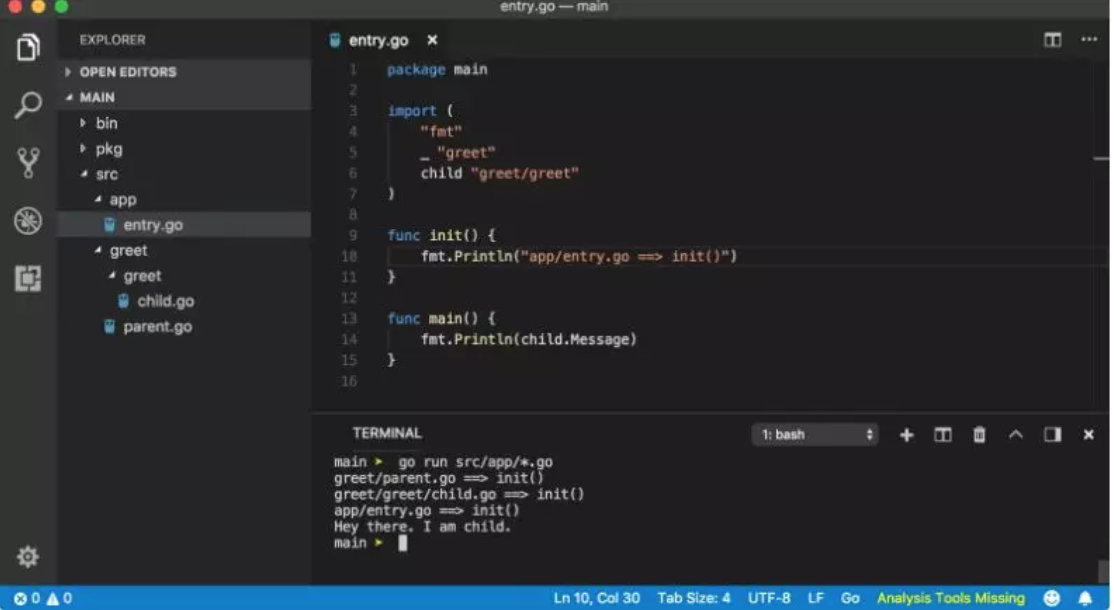 entry.go — main
EXPLORER
OPEN EDITORS
MAIN
bin
pkg
src
app
entry.go
greet
greet
child.go
parent.go
entry.go
1 package main
2
3 import (
4 "fmt"
5 _ "greet"
6 child "greet/greet"
7 )
8
9 func init() {
10 fmt.Println("app/entry.go ==> init()")
11 }
12
13 func main() {
14 fmt.Println(child.Message)
15 }
16
TERMINAL
1: bash
main ➤ go run src/app/*.go
greet/parent.go ==> init()
greet/greet/child.go ==> init()
app/entry.go ==> init()
Hey there. I am child.
main ➤
0 0 Ln 10, Col 30 Tab Size: 4 UTF-8 LF Go Analysis Tools Missing